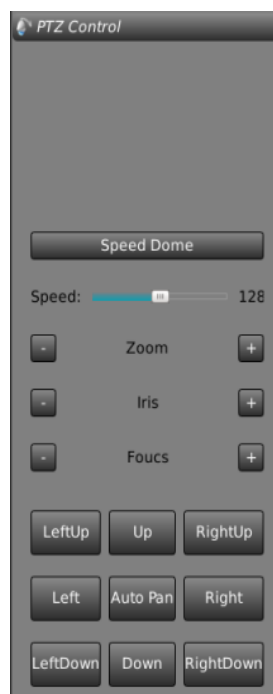 PTZ Control
Speed Dome
Speed: 128
- Zoom +
- Iris +
- Foucs +
LeftUp Up RightUp
Left Auto Pan Right
LeftDown Down RightDown